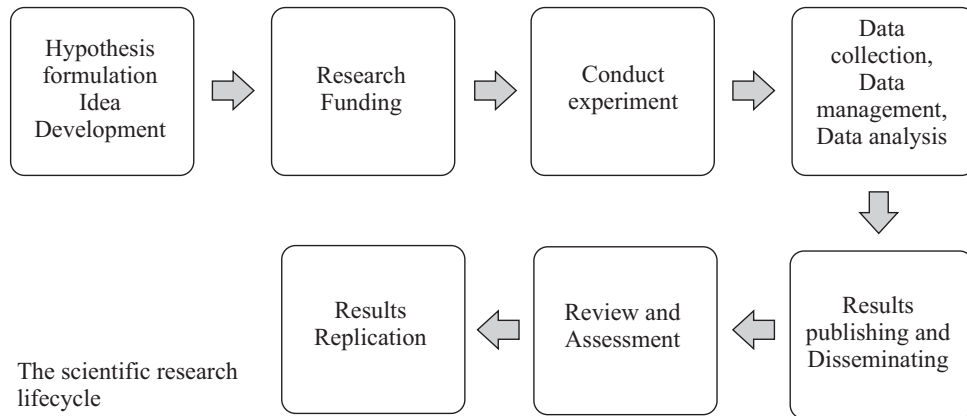 Hypothesis
formulation
Idea
Development
Research
Funding
Conduct
experiment
Data
collection,
Data
management,
Data analysis
Results
publishing and
Disseminating
Review and
Assessment
Results
Replication
The scientific research
lifecycle